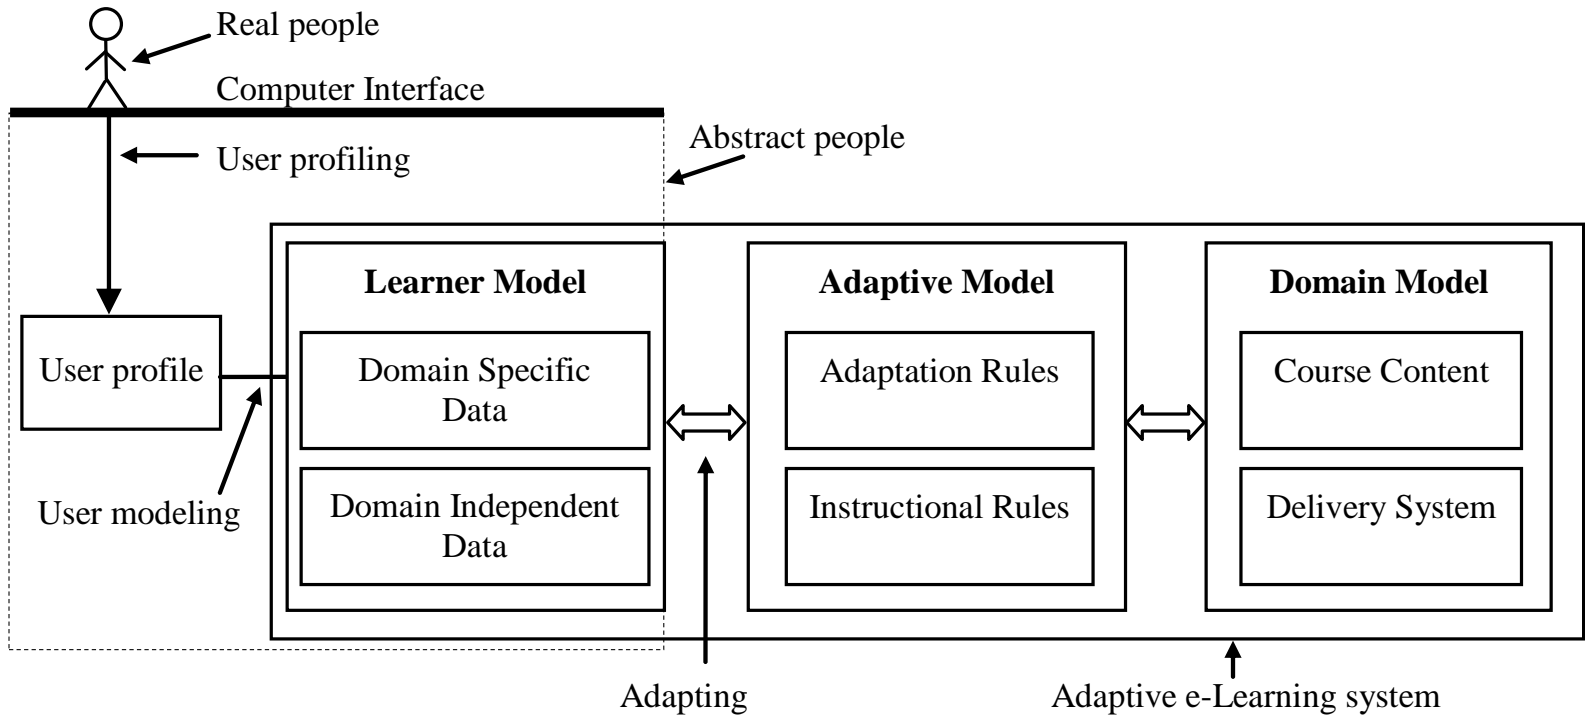 Real people
Computer Interface
User profiling
Abstract people
Learner Model
Adaptive Model
Domain Model
User profile
Domain Specific
Data
Adaptation Rules
Course Content
User modeling
Domain Independent
Data
Instructional Rules
Delivery System
Adapting
Adaptive e-Learning system